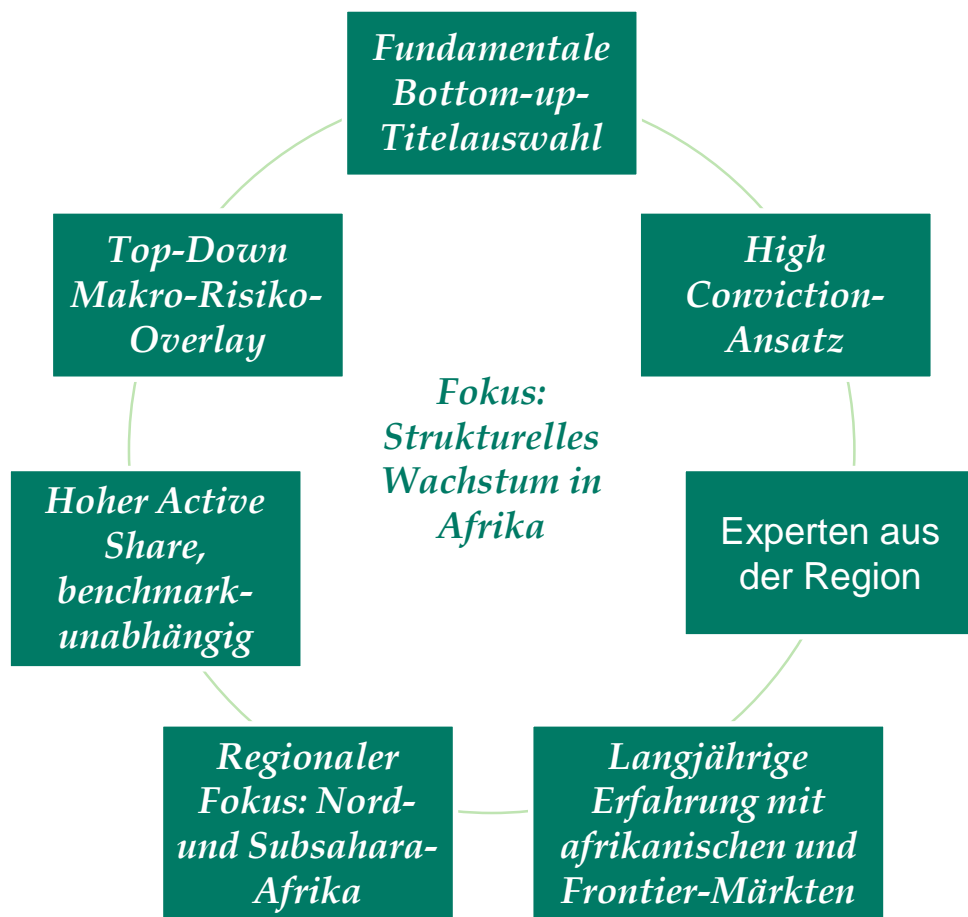 Fundamentale
Bottom-up-
Titelauswahl
High
Conviction-
Ansatz
Experten aus
der Region
Langjährige
Erfahrung mit
afrikanischen und
Frontier-Märkten
Regionaler
Fokus: Nord-
und Subsahara-
Afrika
Hoher Active
Share,
benchmark-
unabhängig
Top-Down
Makro-Risiko-
Overlay
Fokus:
Strukturelles
Wachstum in
Afrika